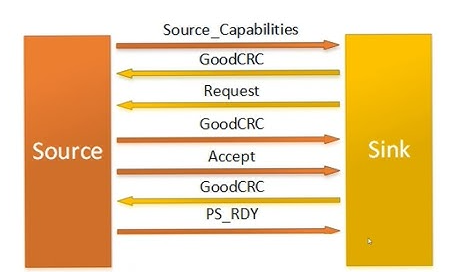 Source_Capabilities
GoodCRC
Request
GoodCRC
Source
Accept
Sink
GoodCRC
PS_RDY